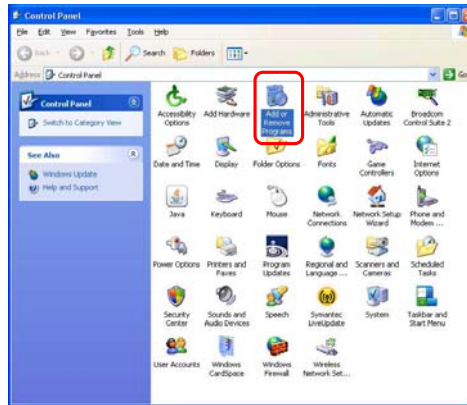 Control Panel
File Edit View Favorites Tools Help
Back Search Folders
Address Control Panel Go
Control Panel
Switch to Category View
See Also
Windows Update
Help and Support
Accessibility Options
Add Hardware
Add or Remove Programs
Administrative Tools
Automatic Updates
Broadcom Control Suite 2
Date and Time
Display
Folder Options
Fonts
Game Controllers
Internet Options
Java
Keyboard
Mouse
Network Connections
Network Setup Wizard
Phone and Modem ...
Power Options
Printers and Faxes
Program Updates
Regional and Language ...
Scanners and Cameras
Scheduled Tasks
Security Center
Sounds and Audio Devices
Speech
Symantec LiveUpdate
System
Taskbar and Start Menu
User Accounts
Windows CardSpace
Windows Firewall
Wireless Network Set...